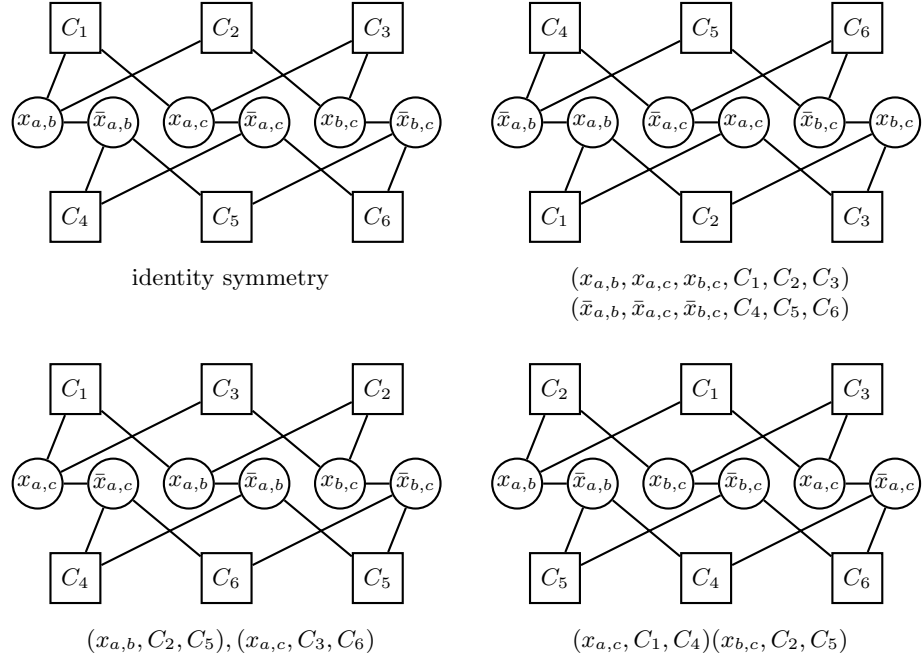 C₁ C₂ C₃ C₄ C₅ C₆
x_{a,b} x̄_{a,b} x_{a,c} x̄_{a,c} x_{b,c} x̄_{b,c} x̄_{a,b} x_{a,b} x̄_{a,c} x_{a,c} x̄_{b,c} x_{b,c}
C₄ C₅ C₆ C₁ C₂ C₃
identity symmetry (x_{a,b}, x_{a,c}, x_{b,c}, C₁, C₂, C₃)
(x̄_{a,b}, x̄_{a,c}, x̄_{b,c}, C₄, C₅, C₆)
C₁ C₃ C₂ C₂ C₁ C₃
x_{a,c} x̄_{a,c} x_{a,b} x̄_{a,b} x_{b,c} x̄_{b,c} x_{a,b} x̄_{a,b} x_{b,c} x̄_{b,c} x_{a,c} x̄_{a,c}
C₄ C₆ C₅ C₅ C₄ C₆
(x_{a,b}, C₂, C₅), (x_{a,c}, C₃, C₆) (x_{a,c}, C₁, C₄)(x_{b,c}, C₂, C₅)